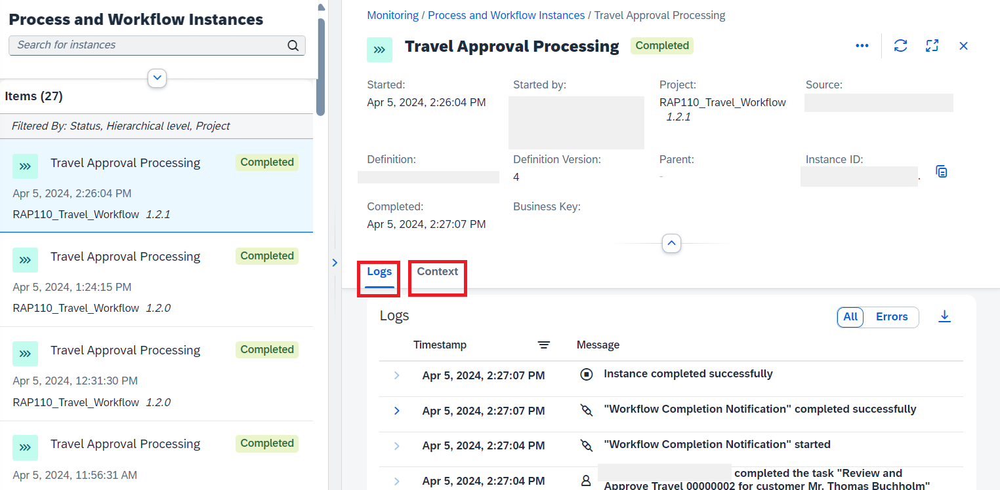 Process and Workflow Instances
Search for instances
Items (27)
Filtered By: Status, Hierarchical level, Project
Travel Approval Processing
Completed
Apr 5, 2024, 2:26:04 PM
RAP110_Travel_Workflow 1.2.1
Travel Approval Processing
Completed
Apr 5, 2024, 1:24:15 PM
RAP110_Travel_Workflow 1.2.0
Travel Approval Processing
Completed
Apr 5, 2024, 12:31:30 PM
RAP110_Travel_Workflow 1.2.0
Travel Approval Processing
Completed
Apr 5, 2024, 11:56:31 AM
Monitoring / Process and Workflow Instances / Travel Approval Processing
Travel Approval Processing
Completed
Started:
Apr 5, 2024, 2:26:04 PM
Started by:
Project:
RAP110_Travel_Workflow
1.2.1
Source:
Definition:
Definition Version:
4
Parent:
-
Instance ID:
.
Completed:
Apr 5, 2024, 2:27:07 PM
Business Key:
Logs
Context
Logs
All
Errors
Timestamp
Message
Apr 5, 2024, 2:27:07 PM
Instance completed successfully
Apr 5, 2024, 2:27:07 PM
"Workflow Completion Notification" completed successfully
Apr 5, 2024, 2:27:04 PM
"Workflow Completion Notification" started
Apr 5, 2024, 2:27:04 PM
completed the task "Review and
Approve Travel 00000002 for customer Mr. Thomas Buchholm"